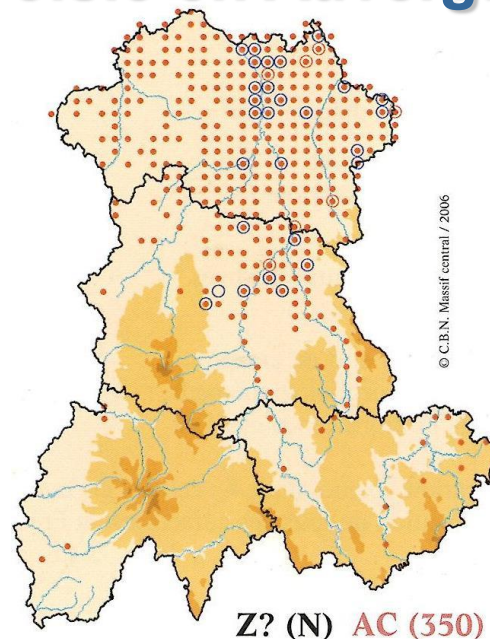 © C.B.N. Massif central / 2006
Z? (N) AC (350)